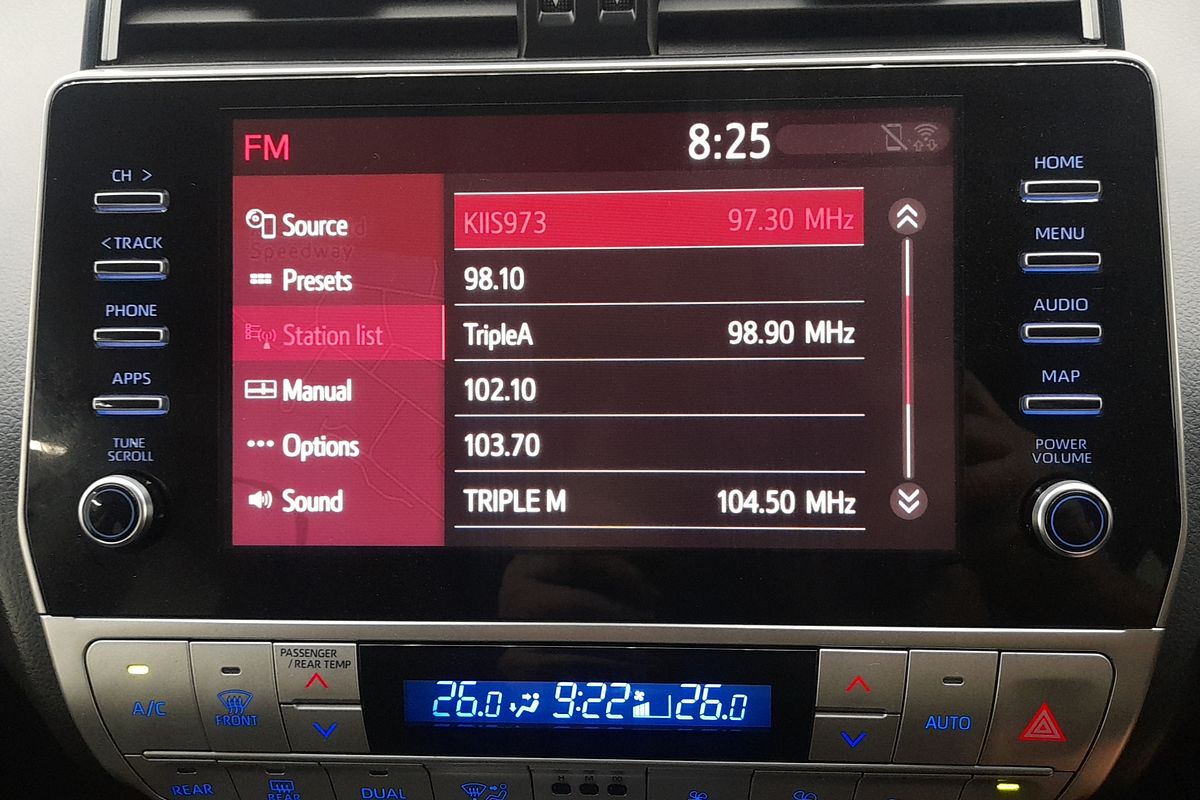 FM
8:25
CH >
<TRACK
PHONE
APPS
TUNE
SCROLL
Source
Speedway
Presets
Station list
Manual
Options
Sound
KIIS973 97.30 MHz
98.10
TripleA 98.90 MHz
102.10
103.70
TRIPLE M 104.50 MHz
HOME
MENU
AUDIO
MAP
POWER
VOLUME
A/C
FRONT
PASSENGER
/REAR TEMP
26.0 9:22 26.0
AUTO
REAR
REAR
DUAL
H M